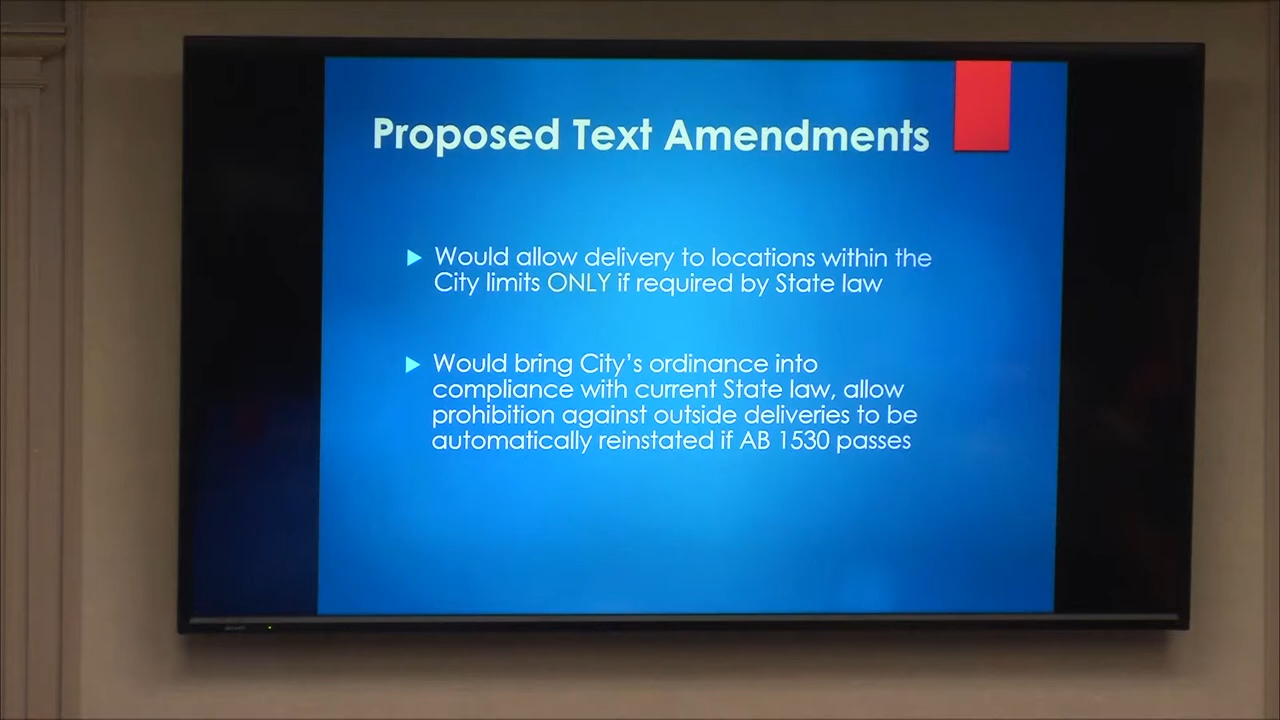 Proposed Text Amendments
Would allow delivery to locations within the
City limits ONLY if required by State law
Would bring City's ordinance into
compliance with current State law, allow
prohibition against outside deliveries to be
automatically reinstated if AB 1530 passes